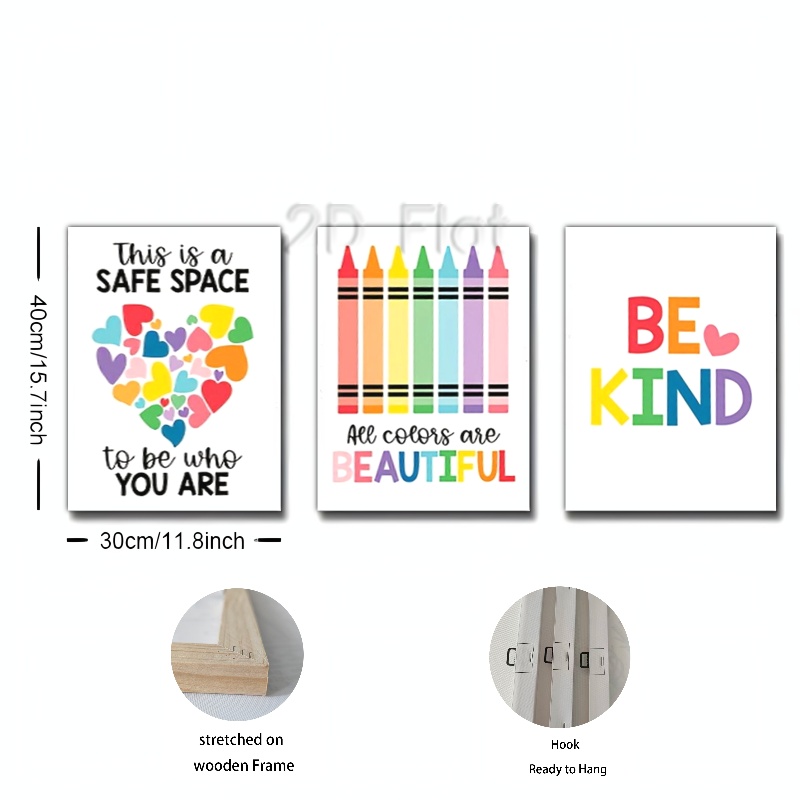 2D Flat
This is a
SAFE SPACE
to be who
YOU ARE
All colors are
BEAUTIFUL
BE
KIND
40cm/15.7inch
30cm/11.8inch
stretched on
wooden Frame
Hook
Ready to Hang